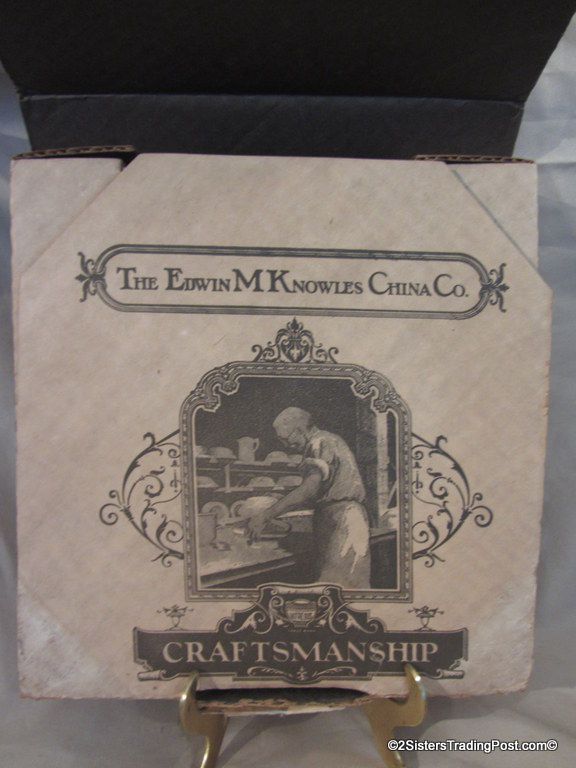 THE EDWIN M KNOWLES CHINA CO.
CRAFTSMANSHIP
©2SistersTradingPost.com©